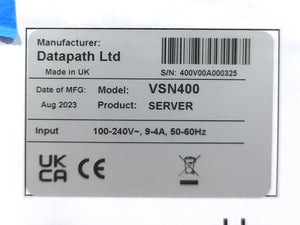 Manufacturer:
Datapath Ltd
Made in UK
S/N: 400V00A000325
Date of MFG: Model: VSN400
Aug 2023 Product: SERVER
Input 100-240V~, 9-4A, 50-60Hz
UK
CA CE